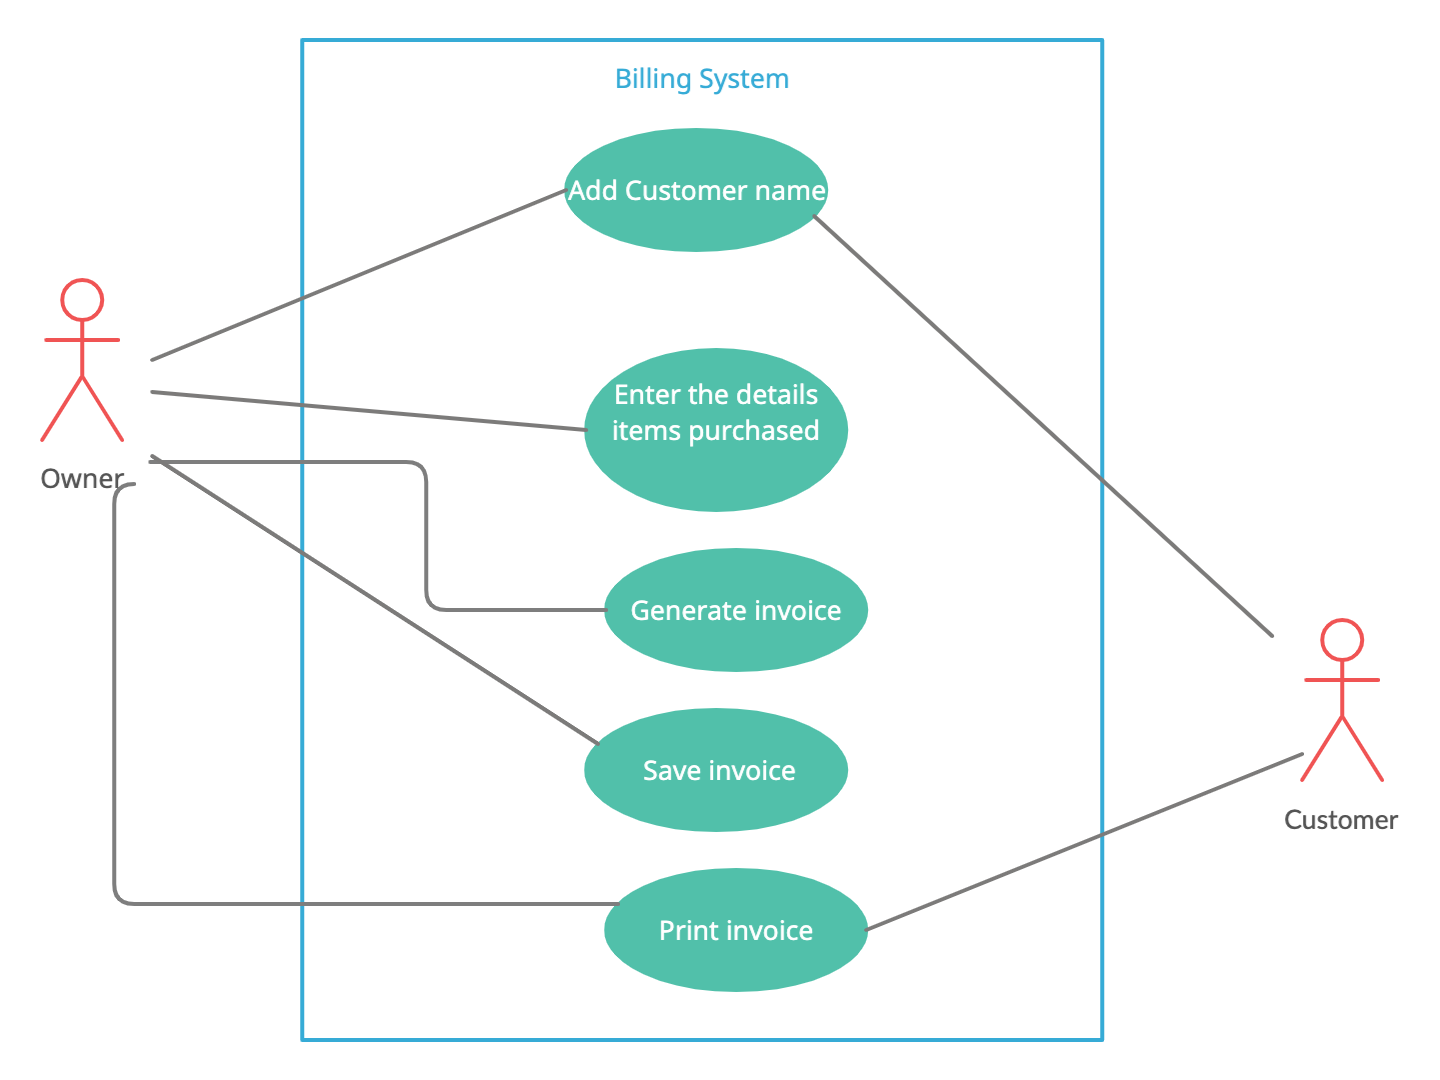 Billing System
Add Customer name
Enter the details
items purchased
Owner
Generate invoice
Save invoice
Customer
Print invoice